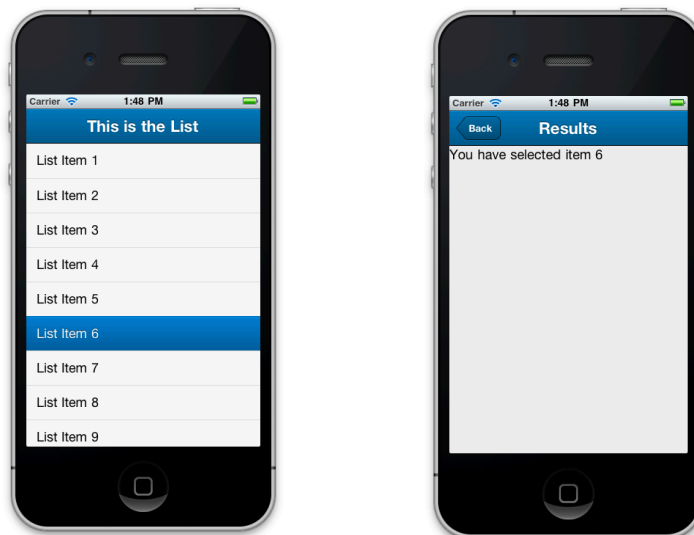 Carrier 1:48 PM
This is the List
List Item 1
List Item 2
List Item 3
List Item 4
List Item 5
List Item 6
List Item 7
List Item 8
List Item 9
Carrier 1:48 PM
Back Results
You have selected item 6